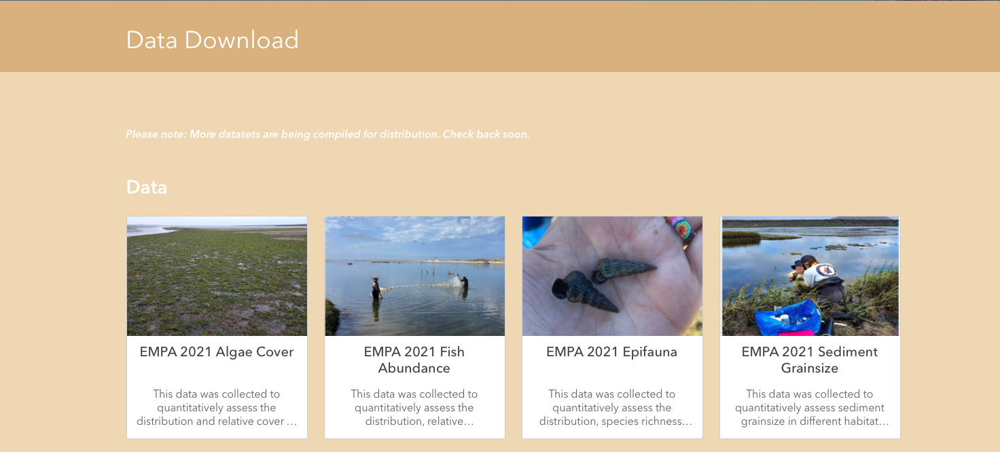 Data Download
Please note: More datasets are being compiled for distribution. Check back soon.
Data
EMPA 2021 Algae Cover
This data was collected to
quantitatively assess the
distribution and relative cover …
EMPA 2021 Fish
Abundance
This data was collected to
quantitatively assess the
distribution, relative…
EMPA 2021 Epifauna
This data was collected to
quantitatively assess the
distribution, species richness…
EMPA 2021 Sediment
Grainsize
This data was collected to
quantitatively assess sediment
grainsize in different habitat…